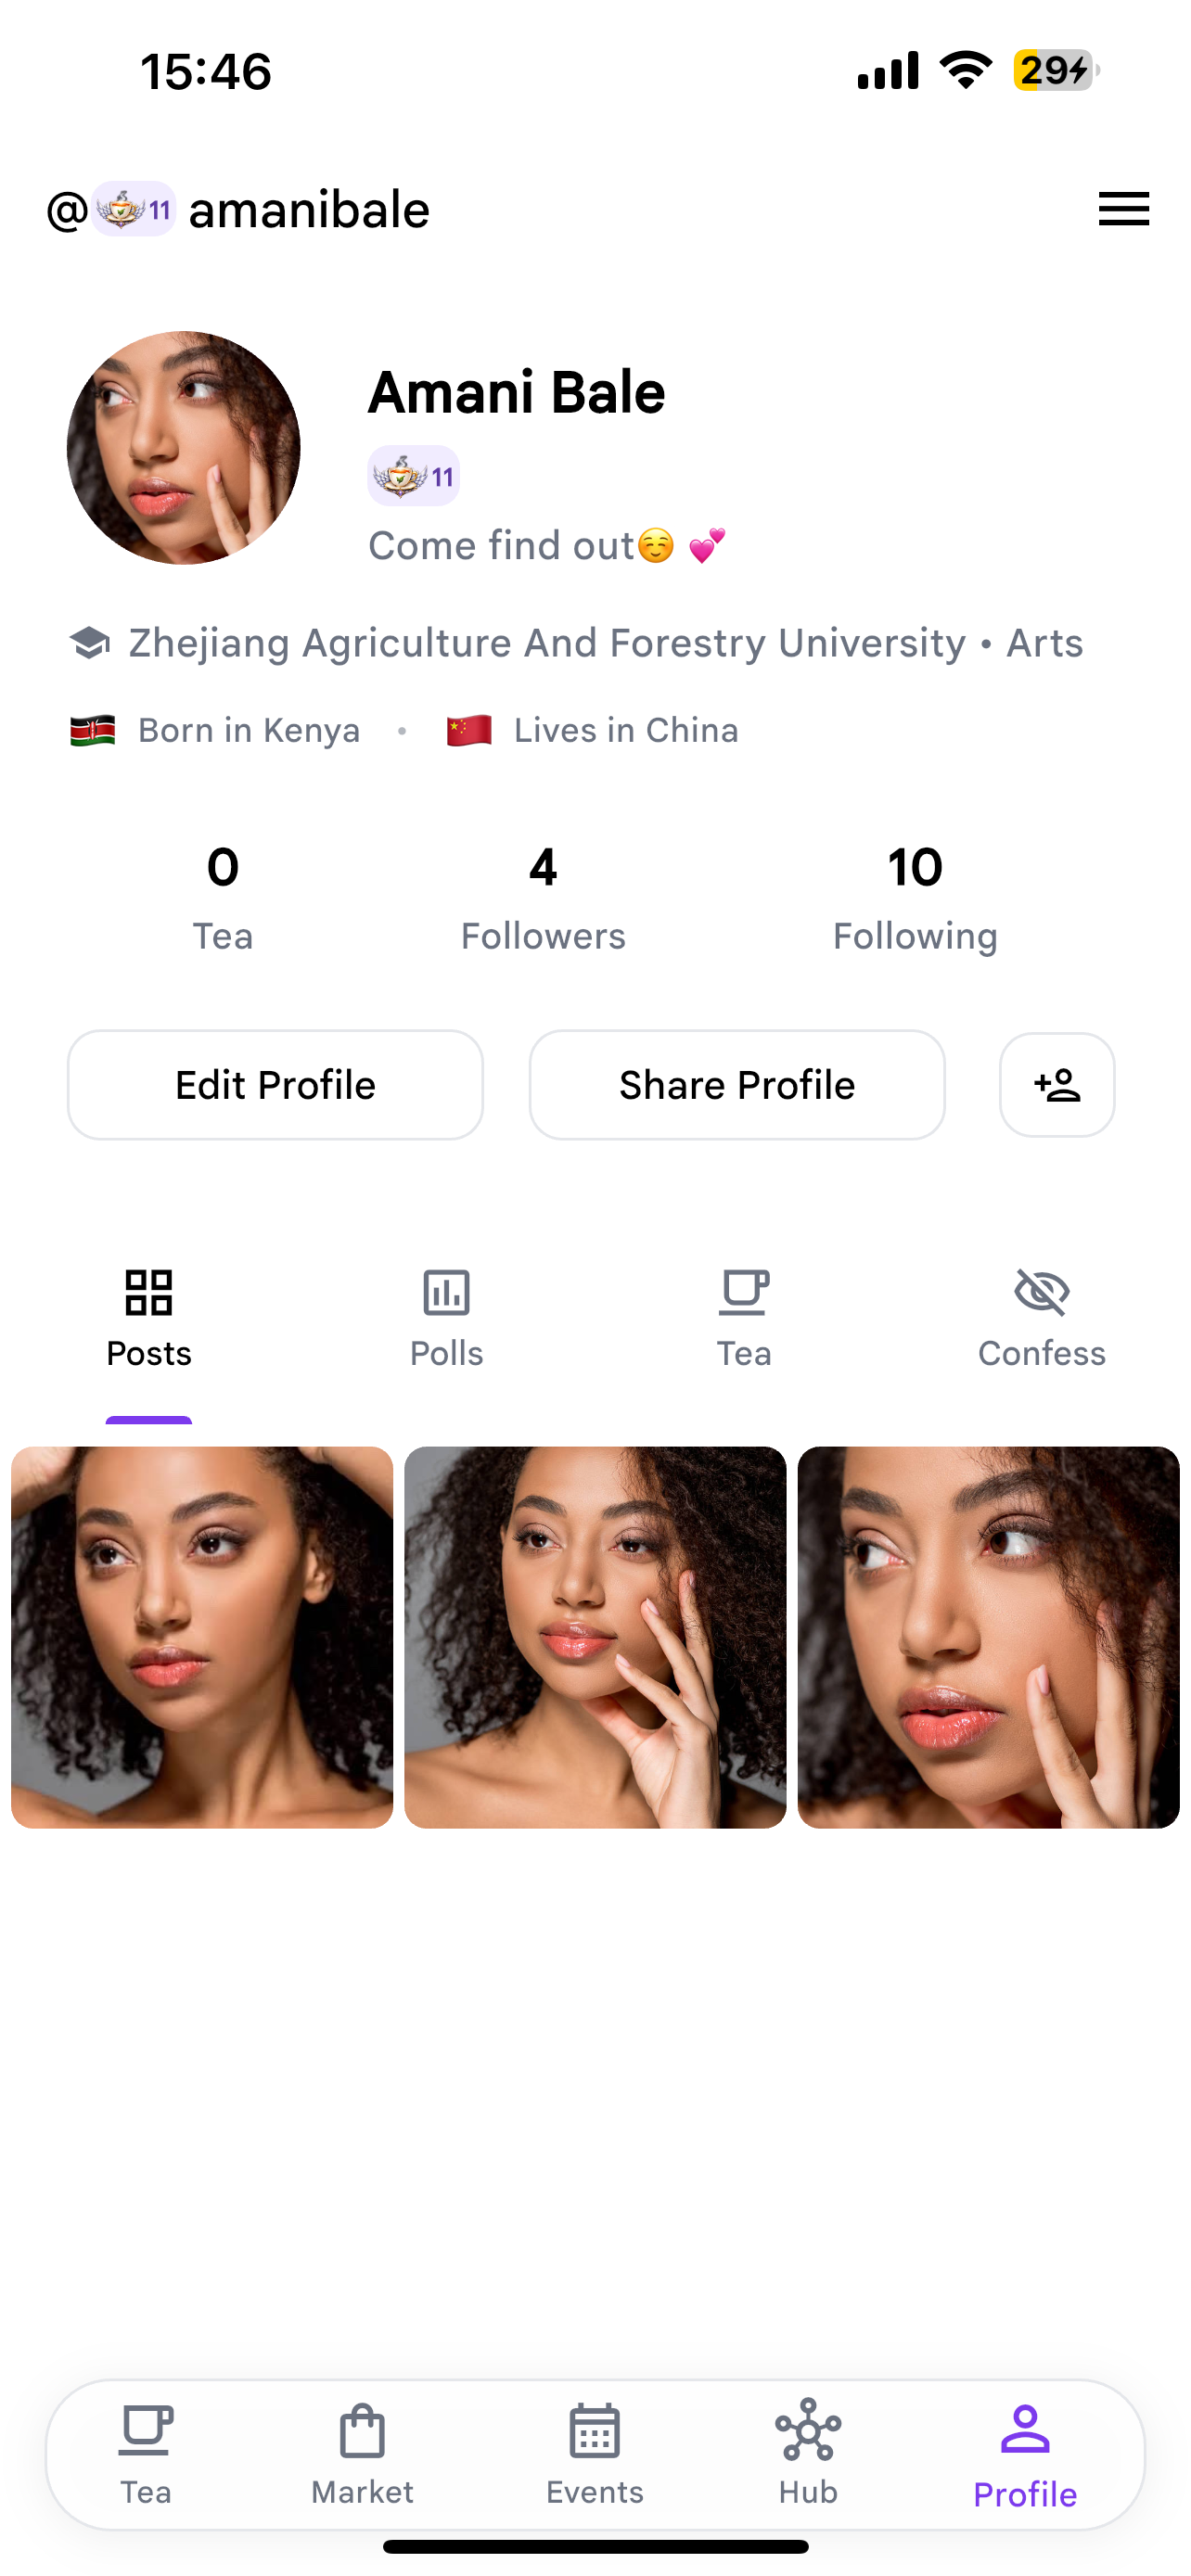 15:46
29
@ 11 amanibale
Amani Bale
11
Come find out☺️ 💕
Zhejiang Agriculture And Forestry University • Arts
🇰🇪 Born in Kenya • 🇨🇳 Lives in China
0 4 10
Tea Followers Following
Edit Profile Share Profile
Posts Polls Tea Confess
Tea Market Events Hub Profile